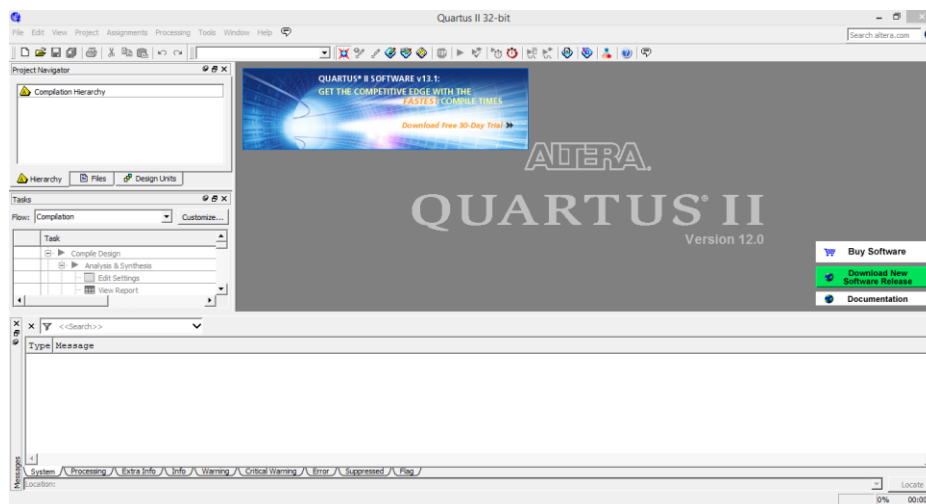 Quartus II 32-bit
File Edit View Project Assignments Processing Tools Window Help
Search altera.com
Project Navigator
Compilation Hierarchy
Hierarchy Files Design Units
QUARTUS® II SOFTWARE v13.1:
GET THE COMPETITIVE EDGE WITH THE
FASTEST COMPILE TIMES
Download Free 30-Day Trial
ALTERA.
QUARTUS® II
Version 12.0
Buy Software
Download New
Software Release
Documentation
Tasks
Flow: Compilation Customize...
Task
Compile Design
Analysis & Synthesis
Edit Settings
View Report
<<Search>>
Type Message
System Processing Extra Info Info Warning Critical Warning Error Suppressed Flag
Messages
Location: Locate
0% 00:00